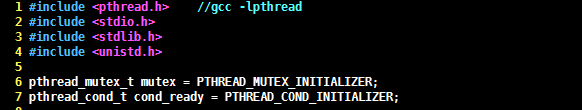 1 #include <pthread.h>    //gcc -lpthread
2 #include <stdio.h>
3 #include <stdlib.h>
4 #include <unistd.h>
5
6 pthread_mutex_t mutex = PTHREAD_MUTEX_INITIALIZER;
7 pthread_cond_t cond_ready = PTHREAD_COND_INITIALIZER;